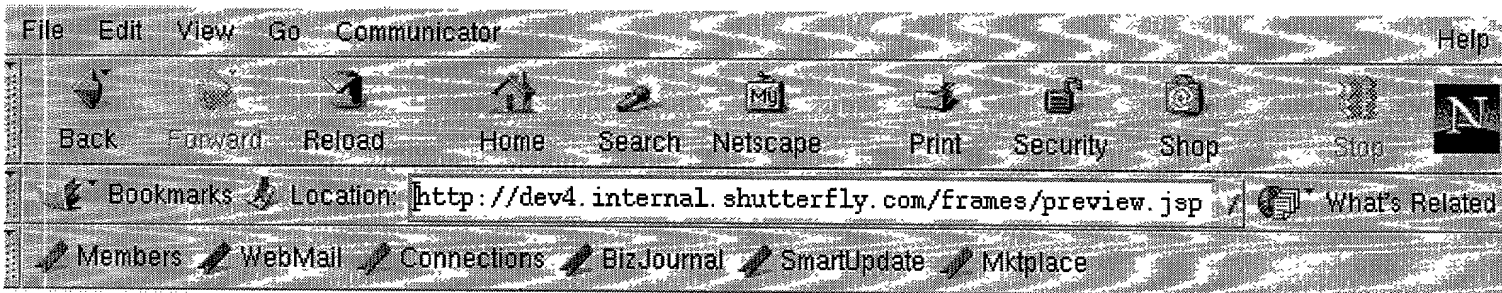 File Edit View Go Communicator Help
My N
Back Forward Reload Home Search Netscape Print Security Shop Stop
Bookmarks Location: http://dev4.internal.shutterfly.com/frames/preview.jsp What's Related
Members WebMail Connections BizJournal SmartUpdate Mktplace